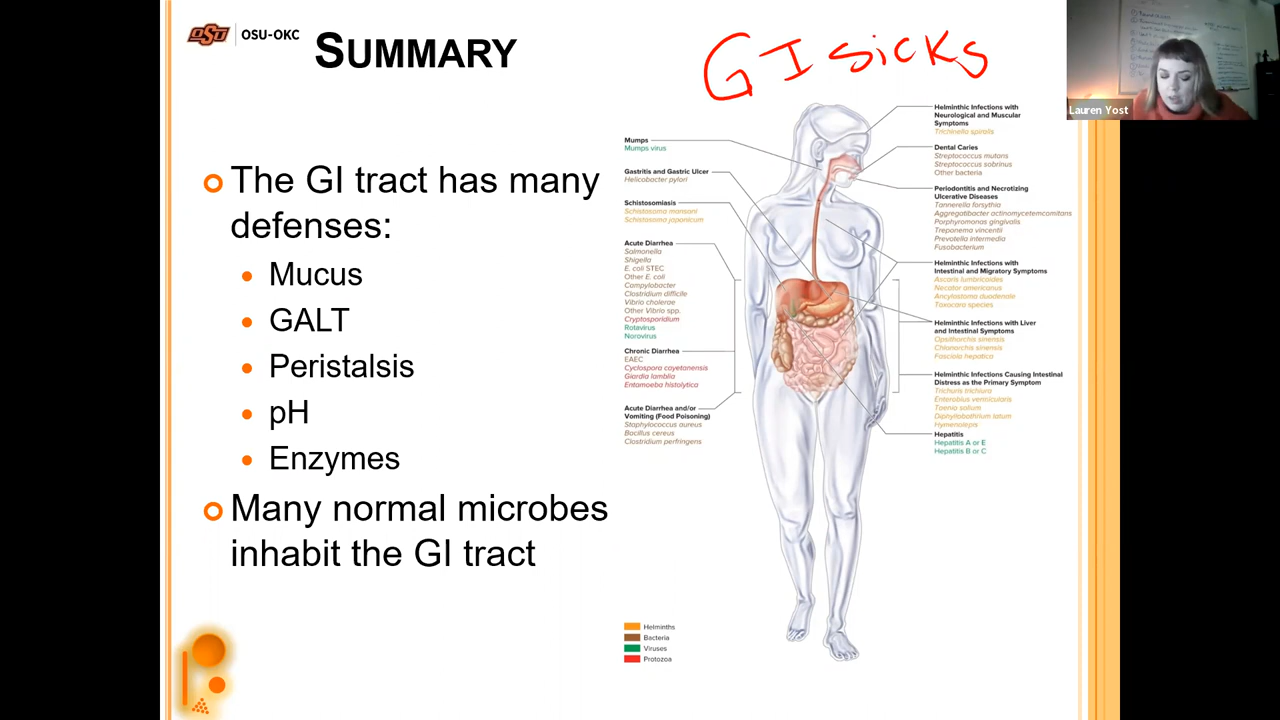 OSU OSU-OKC
SUMMARY
The GI tract has many
defenses:
Mucus
GALT
Peristalsis
pH
Enzymes
Many normal microbes
inhabit the GI tract
GI sicks
Lauren Yost
Mumps
Mumps virus
Gastritis and Gastric Ulcer
Helicobacter pylori
Schistosomiasis
Schistosoma mansoni
Schistosoma japonicum
Acute Diarrhea
Salmonella
Shigella
E. coli STEC
Other E. coli
Campylobacter
Clostridium difficile
Vibrio cholerae
Other Vibrio spp.
Cryptosporidium
Rotavirus
Norovirus
Chronic Diarrhea
EAEC
Cyclospora cayetanensis
Giardia lamblia
Entamoeba histolytica
Acute Diarrhea and/or
Vomiting (Food Poisoning)
Staphylococcus aureus
Bacillus cereus
Clostridium perfringens
Helminthic Infections with
Neurological and Muscular
Symptoms
Trichinella spiralis
Dental Caries
Streptococcus mutans
Streptococcus sobrinus
Other bacteria
Periodontitis and Necrotizing
Ulcerative Diseases
Tannerella forsythia
Aggregatibacter actinomycetemcomitans
Porphyromonas gingivalis
Treponema vincentii
Prevotella intermedia
Fusobacterium
Helminthic Infections with
Intestinal and Migratory Symptoms
Ascaris lumbricoides
Necator americanus
Ancylostoma duodenale
Toxocara species
Helminthic Infections with Liver
and Intestinal Symptoms
Opisthorchis sinensis
Clonorchis sinensis
Fasciola hepatica
Helminthic Infections Causing Intestinal
Distress as the Primary Symptom
Trichuris trichiura
Enterobius vermicularis
Taenia solium
Diphyllobothrium latum
Hymenolepis
Hepatitis
Hepatitis A or E
Hepatitis B or C
Helminths
Bacteria
Viruses
Protozoa